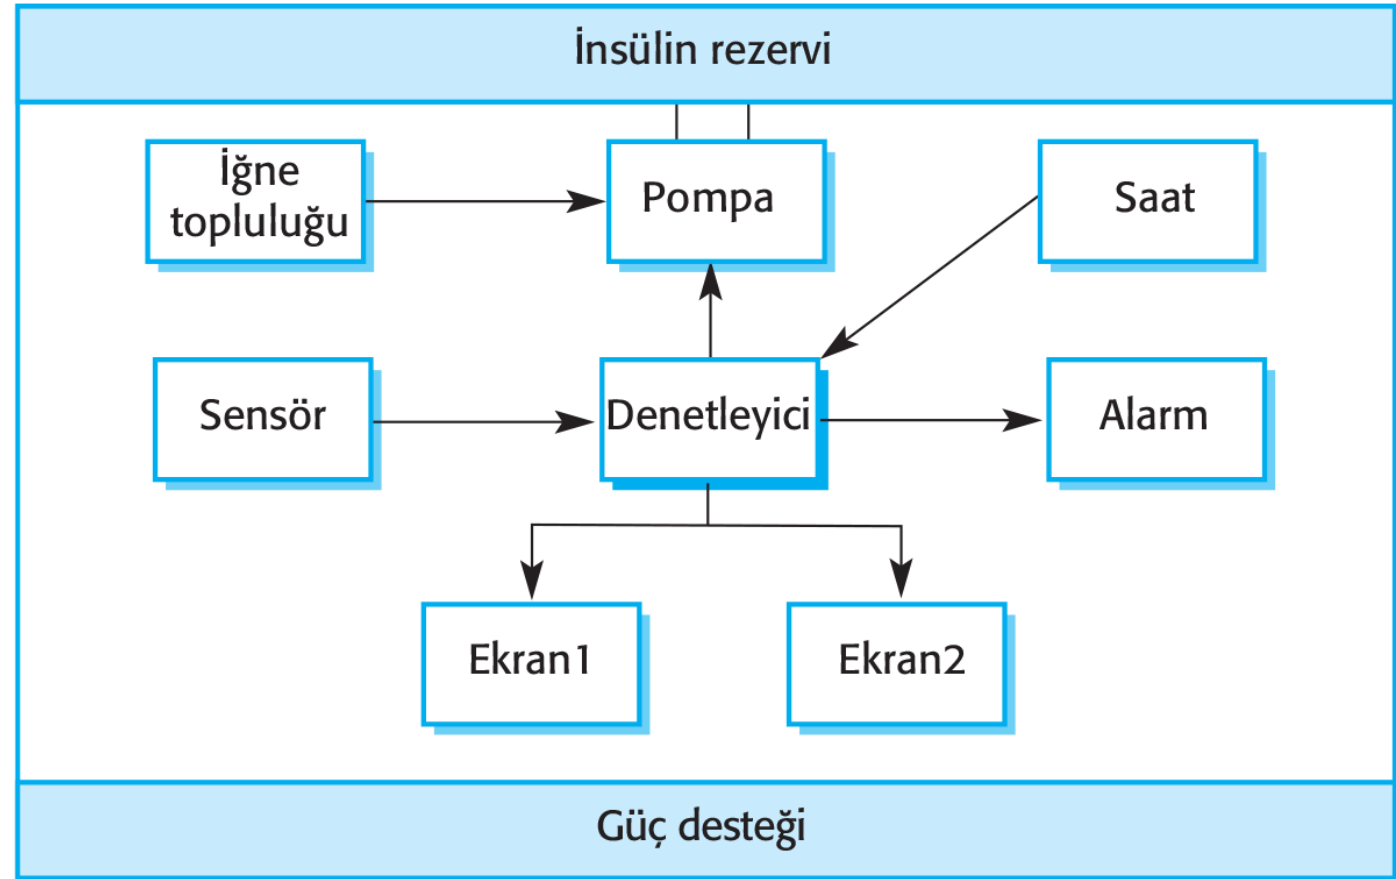 İnsülin rezervi
İğne
topluluğu
Pompa
Saat
Sensör
Denetleyici
Alarm
Ekran1
Ekran2
Güç desteği